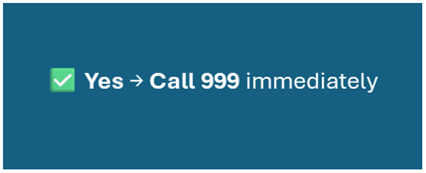 ✅ Yes → Call 999 immediately